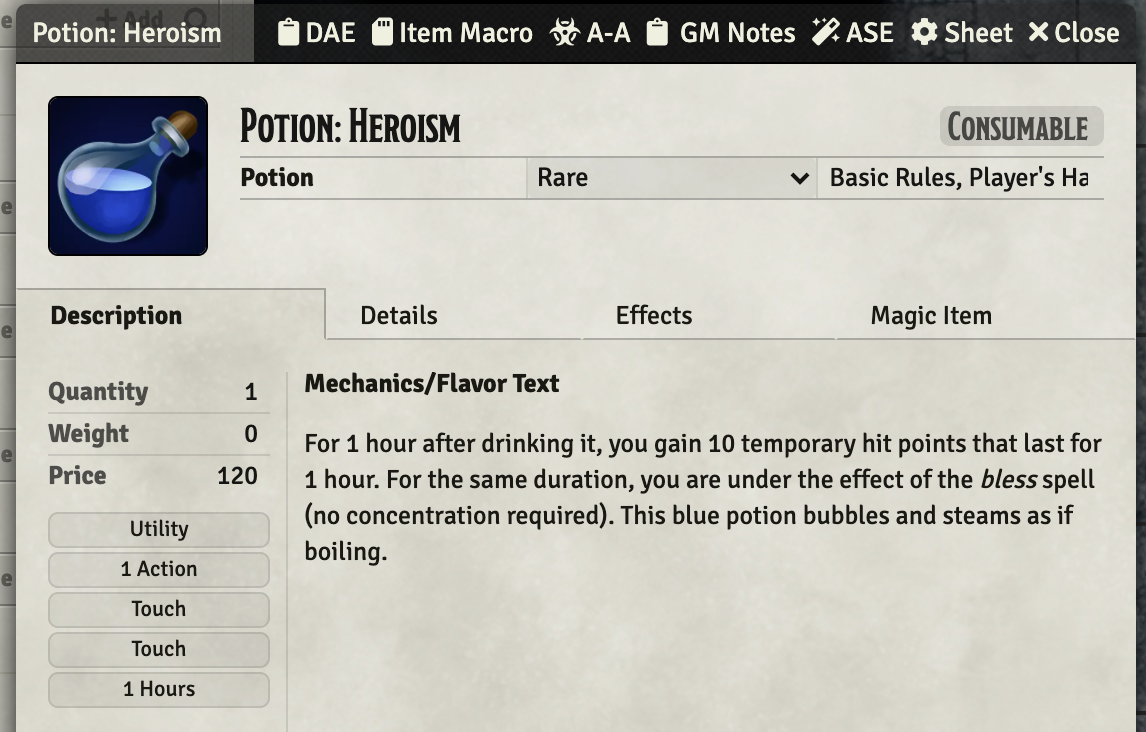 Potion: Heroism DAE Item Macro A-A GM Notes ASE Sheet Close
Potion: Heroism Consumable
Potion Rare Basic Rules, Player's Ha
Description Details Effects Magic Item
Quantity 1
Weight 0
Price 120
Utility
1 Action
Touch
Touch
1 Hours
Mechanics/Flavor Text
For 1 hour after drinking it, you gain 10 temporary hit points that last for
1 hour. For the same duration, you are under the effect of the bless spell
(no concentration required). This blue potion bubbles and steams as if
boiling.